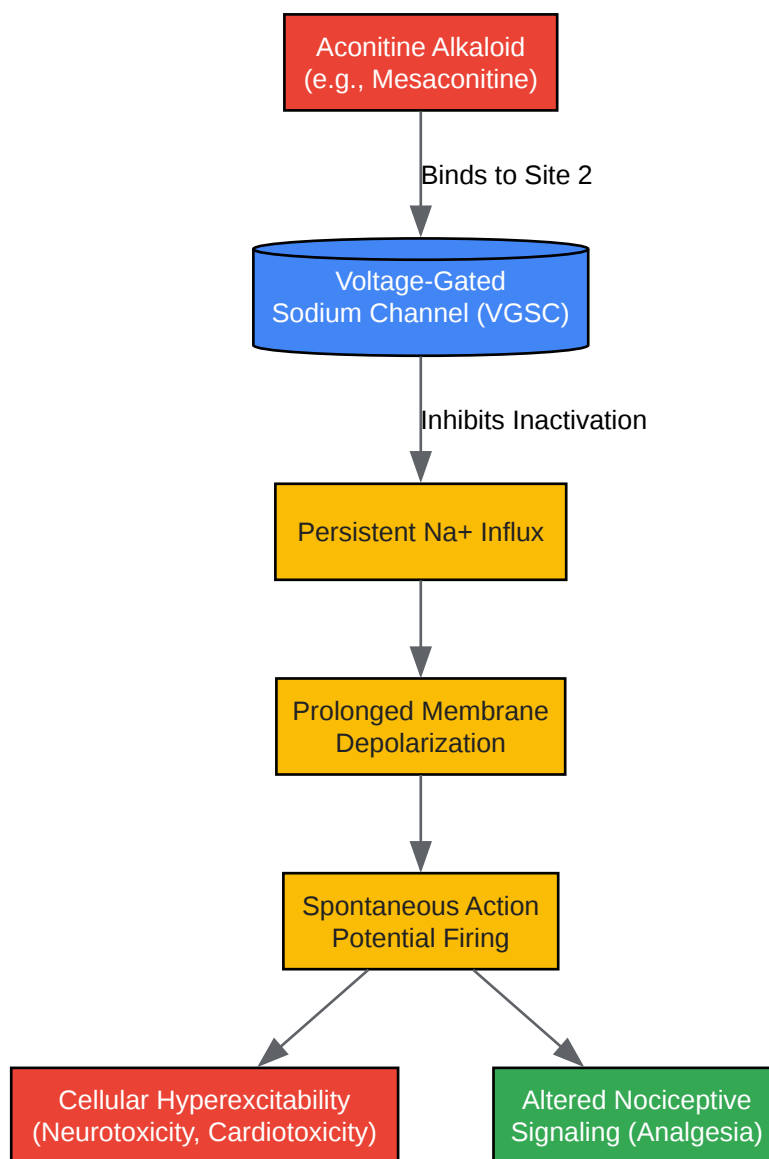 Aconitine Alkaloid
(e.g., Mesaconitine)
Binds to Site 2
Voltage-Gated
Sodium Channel (VGSC)
Inhibits Inactivation
Persistent Na+ Influx
Prolonged Membrane
Depolarization
Spontaneous Action
Potential Firing
Cellular Hyperexcitability
(Neurotoxicity, Cardiotoxicity)
Altered Nociceptive
Signaling (Analgesia)